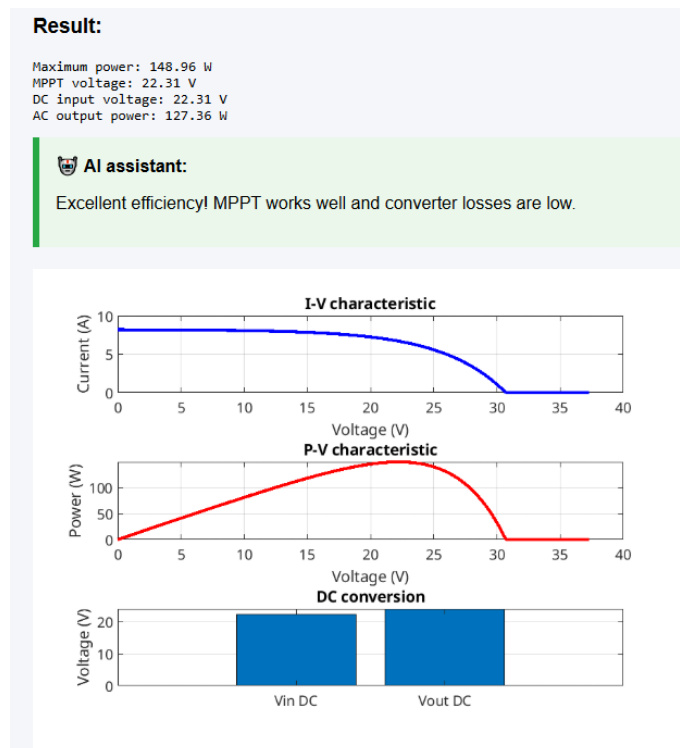 Result:
Maximum power: 148.96 W
MPPT voltage: 22.31 V
DC input voltage: 22.31 V
AC output power: 127.36 W
AI assistant:
Excellent efficiency! MPPT works well and converter losses are low.
I-V characteristic
Current (A)
10
5
0
0 5 10 15 20 25 30 35 40
Voltage (V)
P-V characteristic
Power (W)
100
50
0
0 5 10 15 20 25 30 35 40
Voltage (V)
DC conversion
Voltage (V)
20
10
0
Vin DC Vout DC